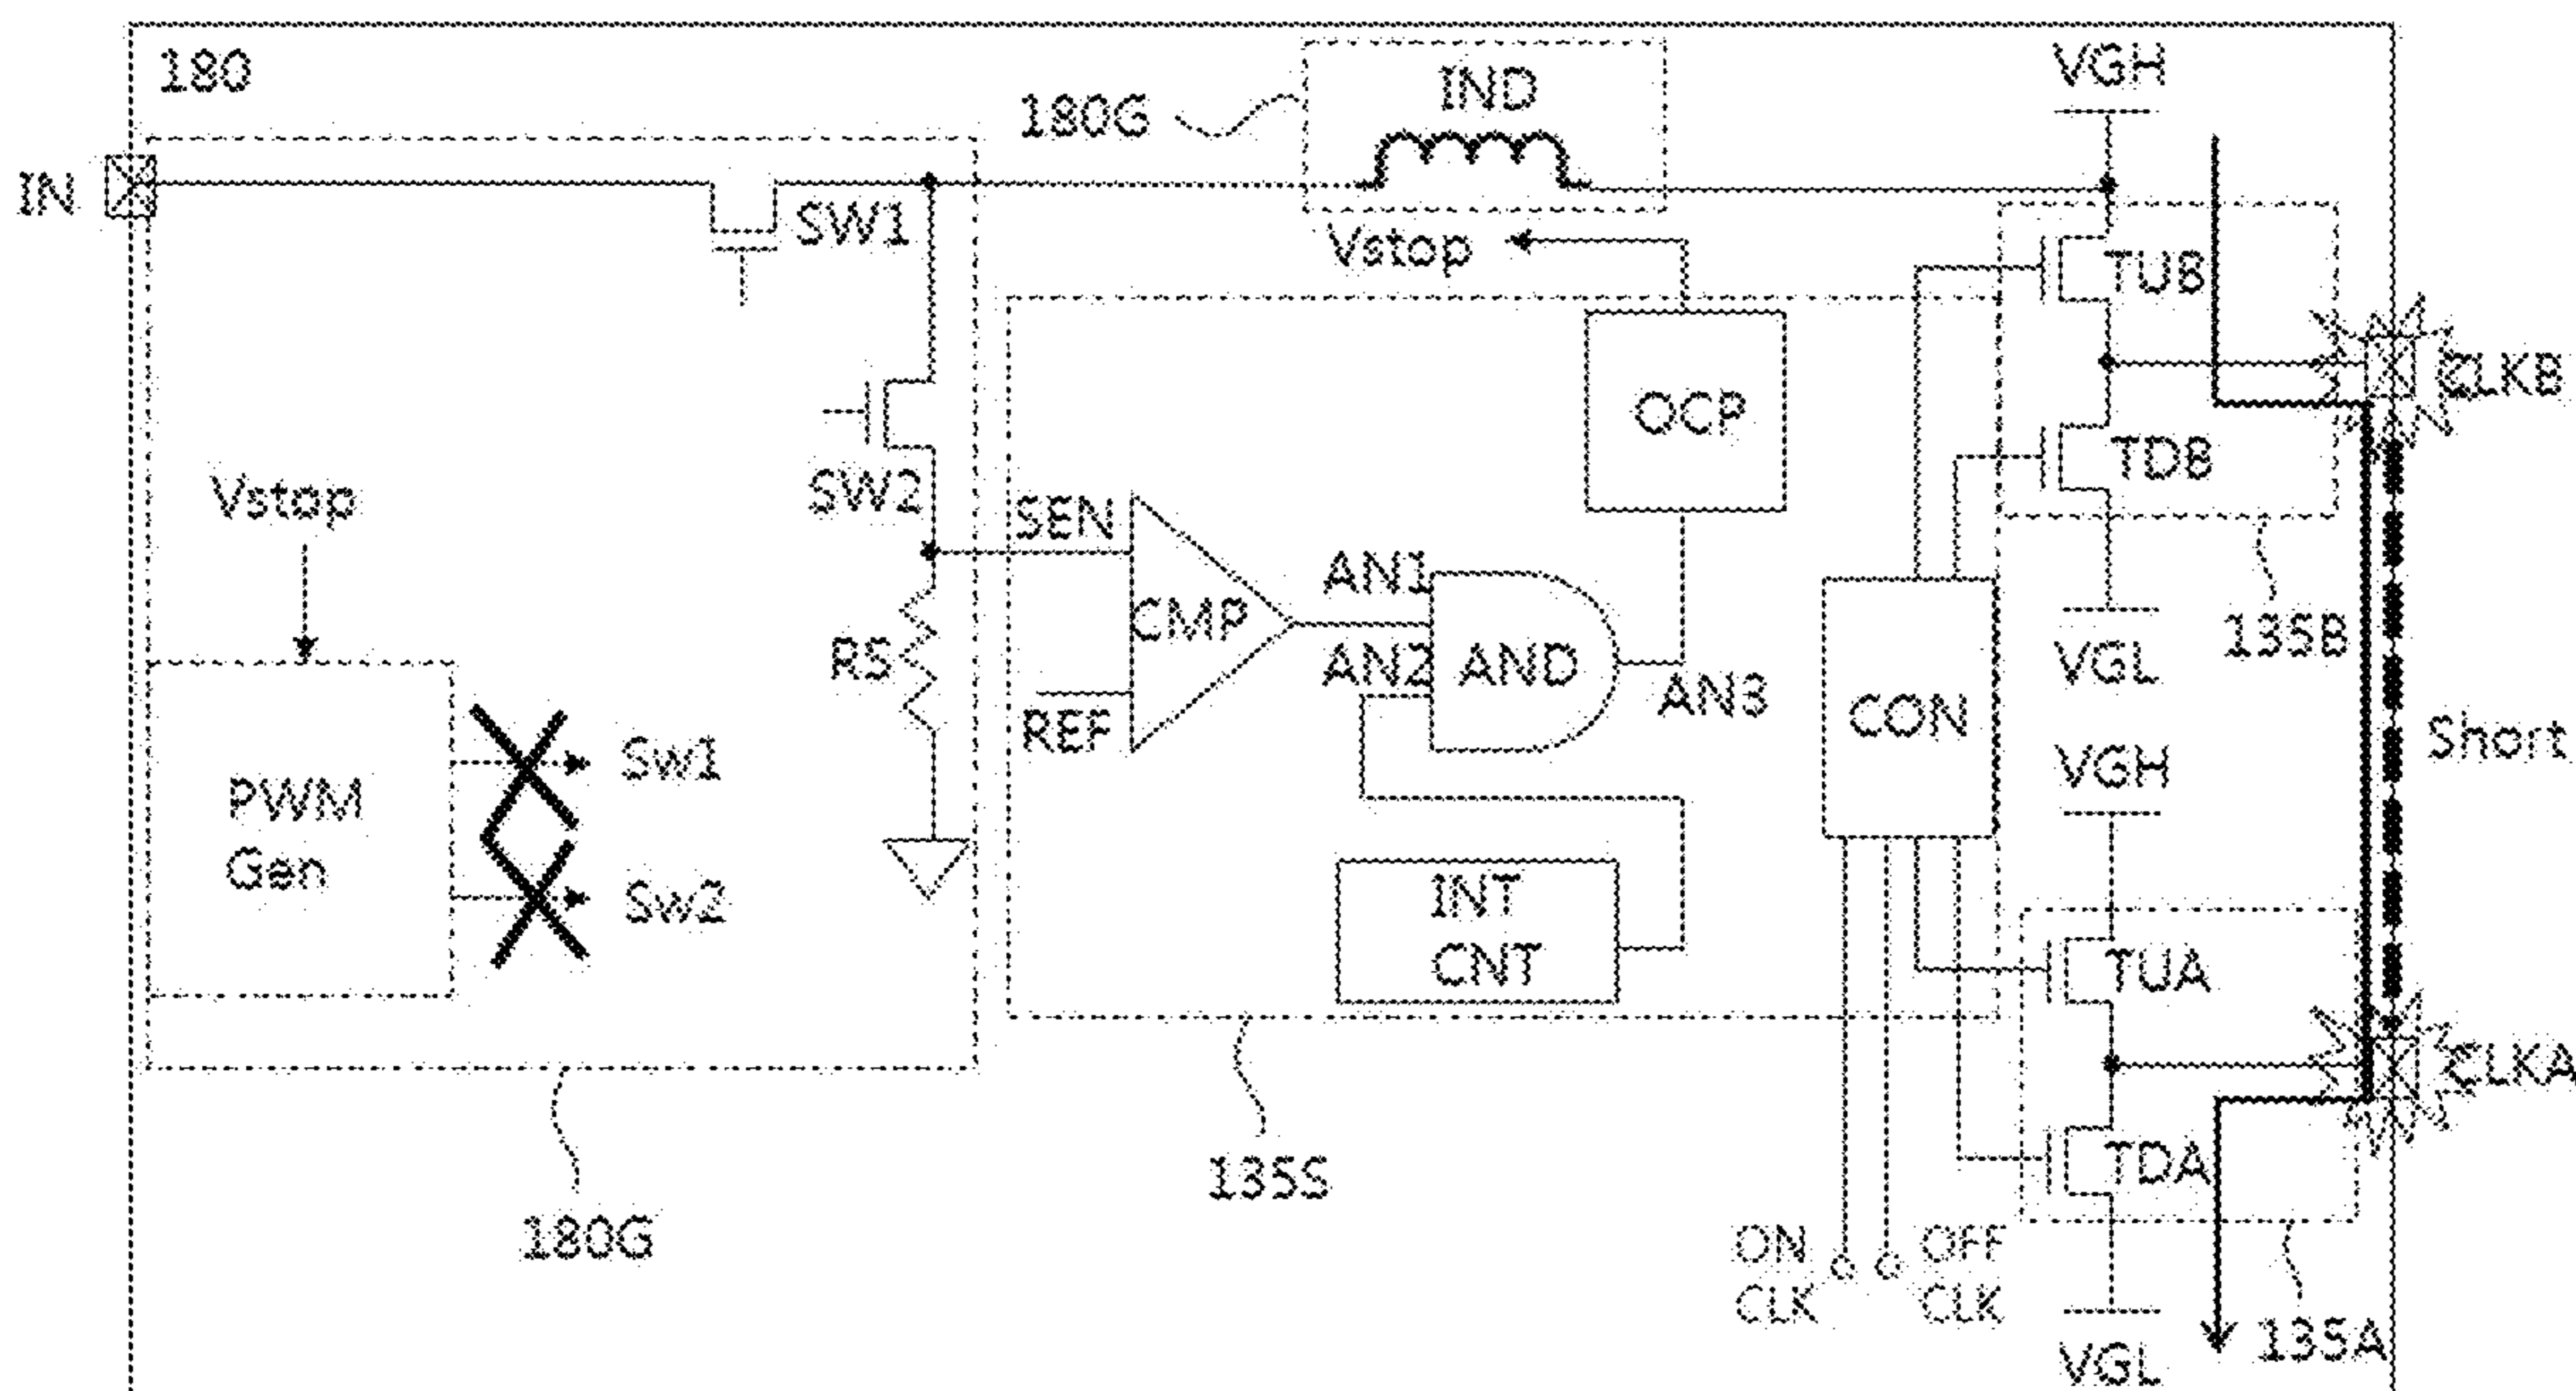 180
IND
VGH
180G
IN
SW1
Vstop
TUB
CLKB
OCP
TDB
SW2
SEN
Vstop
AN1
CMP
135B
RS
AN2
AND
VGL
AN3
REF
CON
Short
Sw1
VGH
PWM
Gen
INT
Sw2
CNT
TUA
CLKA
135S
TDA
180G
ON
CLK
OFF
CLK
135A
VGL